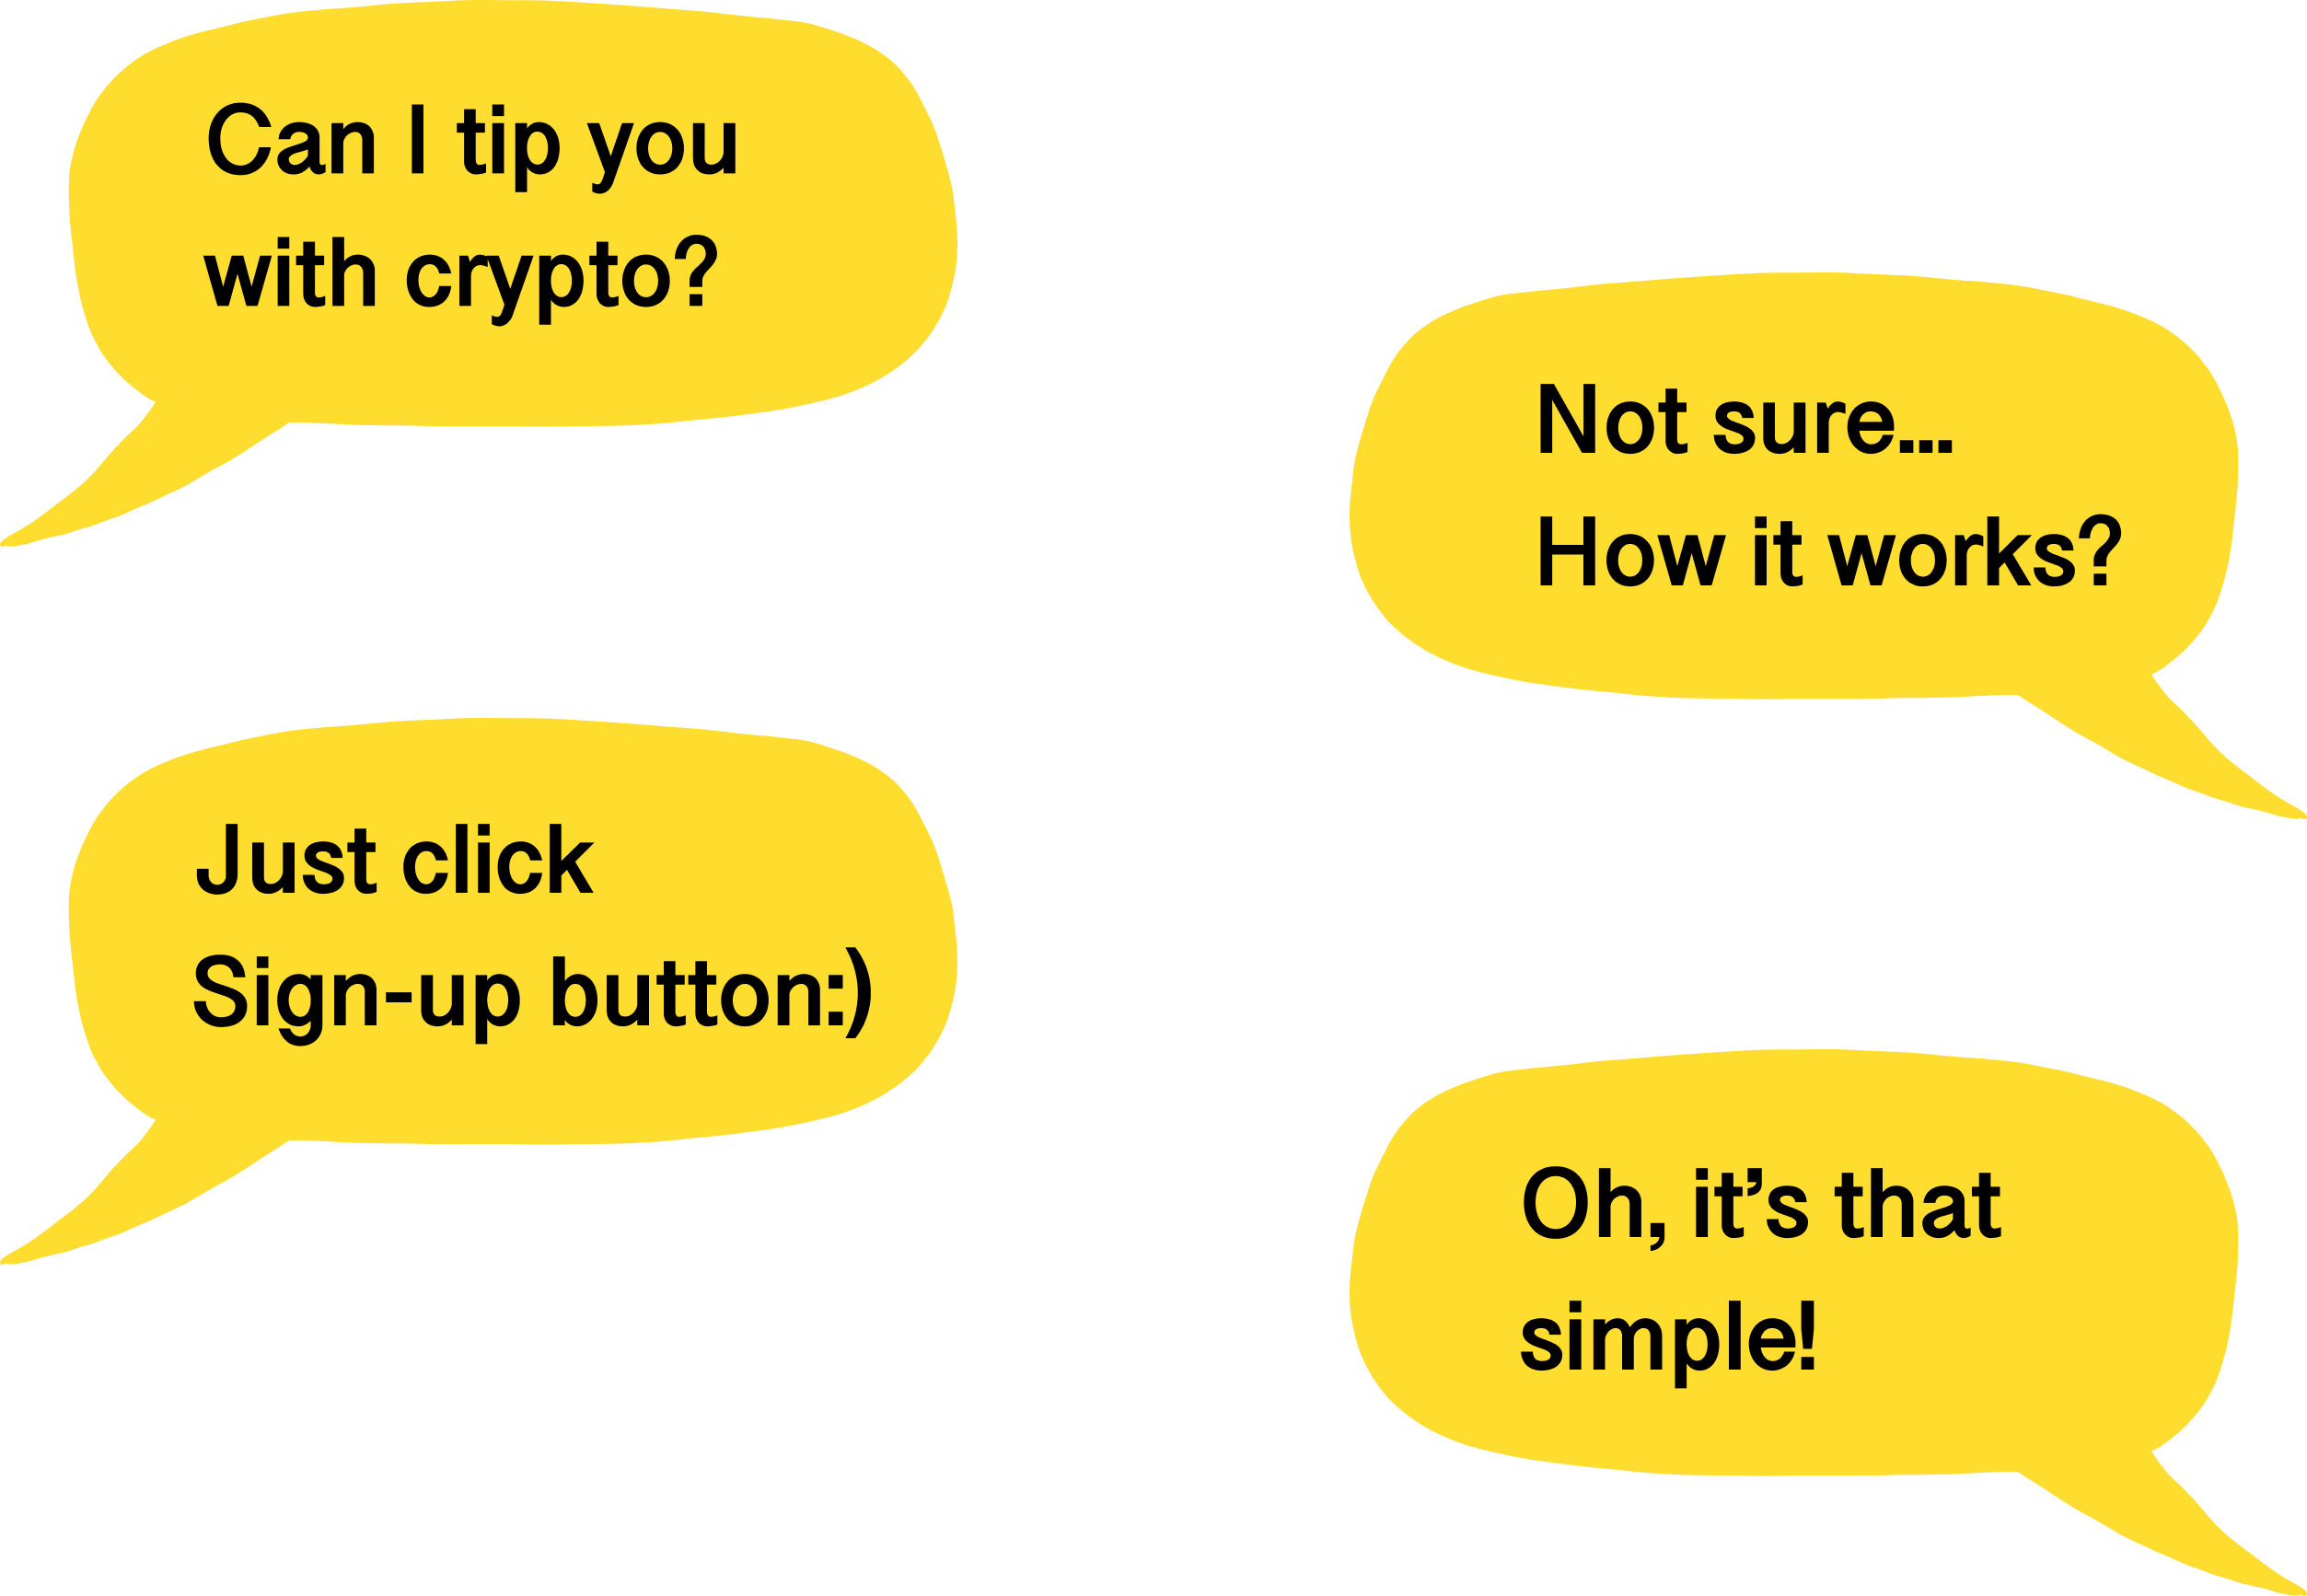 Can I tip you
with crypto?
Not sure...
How it works?
Just click
Sign-up button:)
Oh, it’s that
simple!